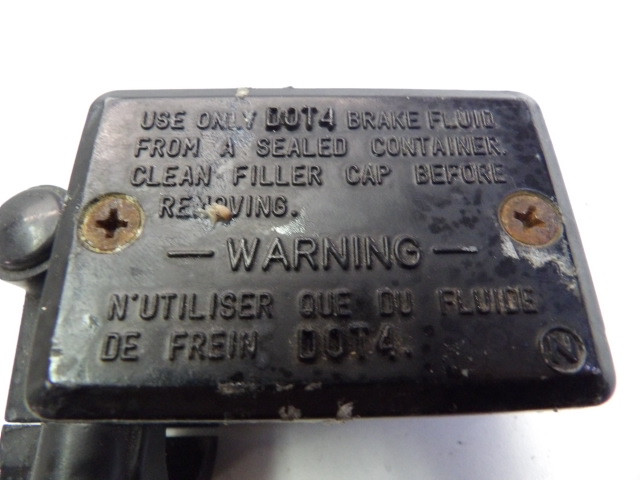 USE ONLY DOT4 BRAKE FLUID
FROM A SEALED CONTAINER.
CLEAN FILLER CAP BEFORE
REMOVING.
— WARNING —
N'UTILISER QUE DU FLUIDE
DE FREIN DOT4.
N